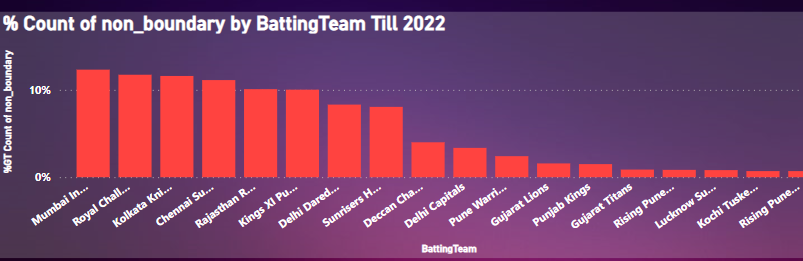 % Count of non_boundary by BattingTeam Till 2022
%GT Count of non_boundary
10%
0%
Mumbai In...
Royal Chall...
Kolkata Kni...
Chennai Su...
Rajasthan R...
Kings XI Pu...
Delhi Dared...
Sunrisers H...
Deccan Cha...
Delhi Capitals
Pune Warri...
Gujarat Lions
Punjab Kings
Gujarat Titans
Rising Pune...
Lucknow Su...
Kochi Tuske...
Rising Pune...
BattingTeam